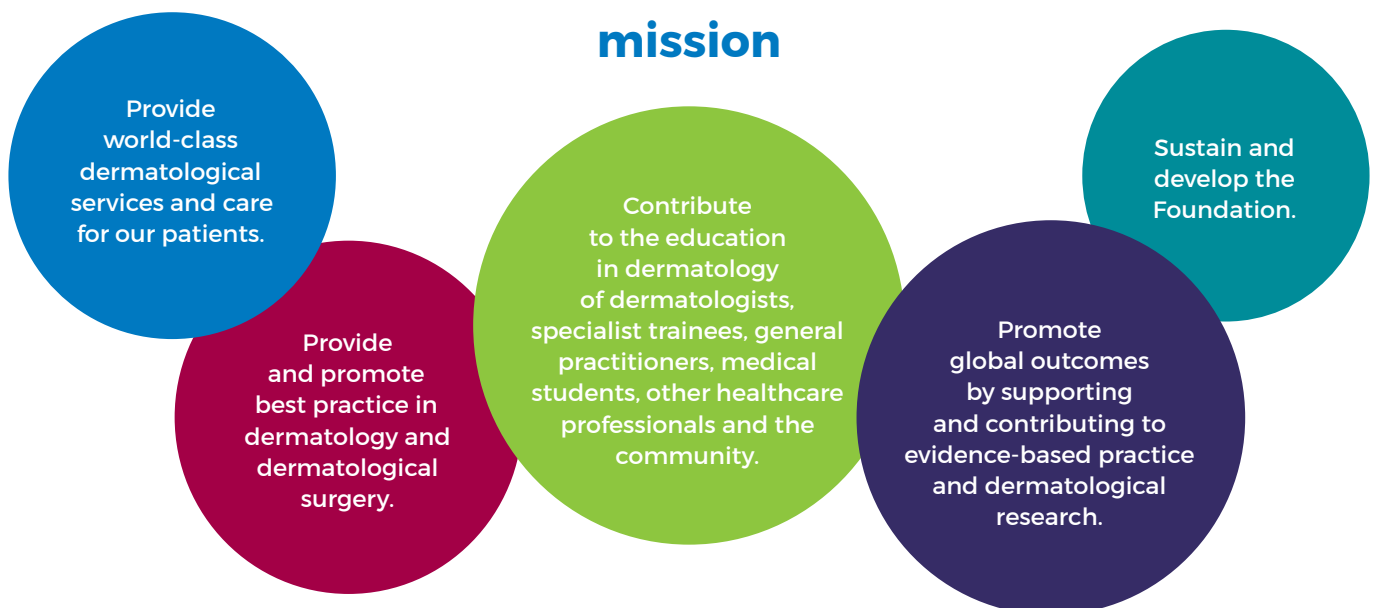 mission
Provide
world-class
dermatological
services and care
for our patients.
Provide
and promote
best practice in
dermatology and
dermatological
surgery.
Contribute
to the education
in dermatology
of dermatologists,
specialist trainees, general
practitioners, medical
students, other healthcare
professionals and the
community.
Promote
global outcomes
by supporting
and contributing to
evidence-based practice
and dermatological
research.
Sustain and
develop the
Foundation.